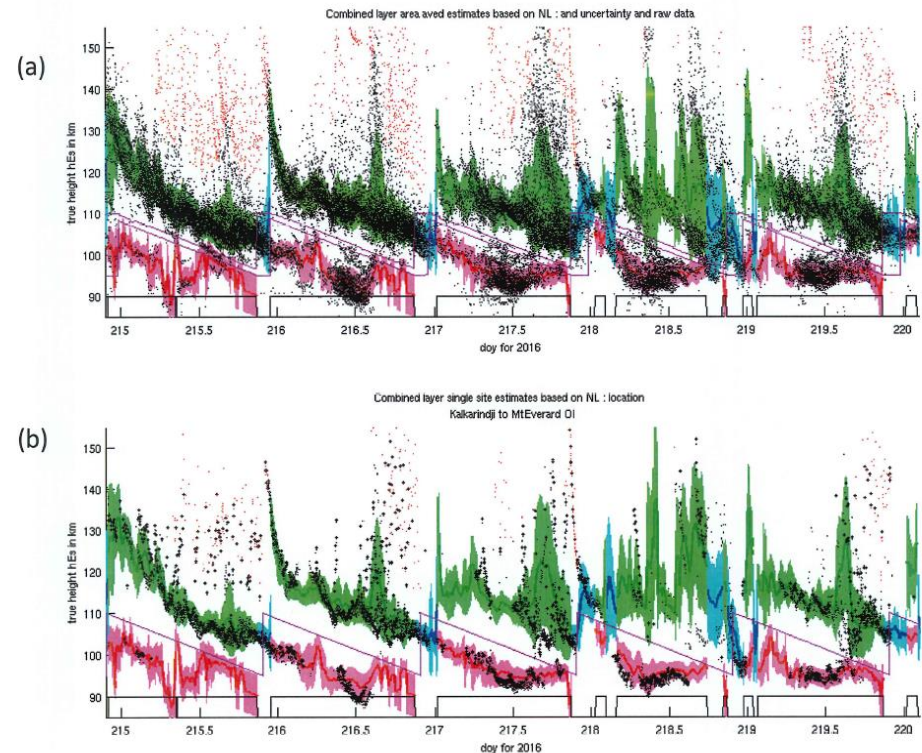 Combined layer area aved estimates based on NL : and uncertainty and raw data
(a)
true height hEs in km
150
140
130
120
110
100
90
215 215.5 216 216.5 217 217.5 218 218.5 219 219.5 220
doy for 2016
Combined layer single site estimates based on NL : location
Kalkarindji to MtEverard OI
(b)
true height hEs in km
150
140
130
120
110
100
90
215 215.5 216 216.5 217 217.5 218 218.5 219 219.5 220
doy for 2016